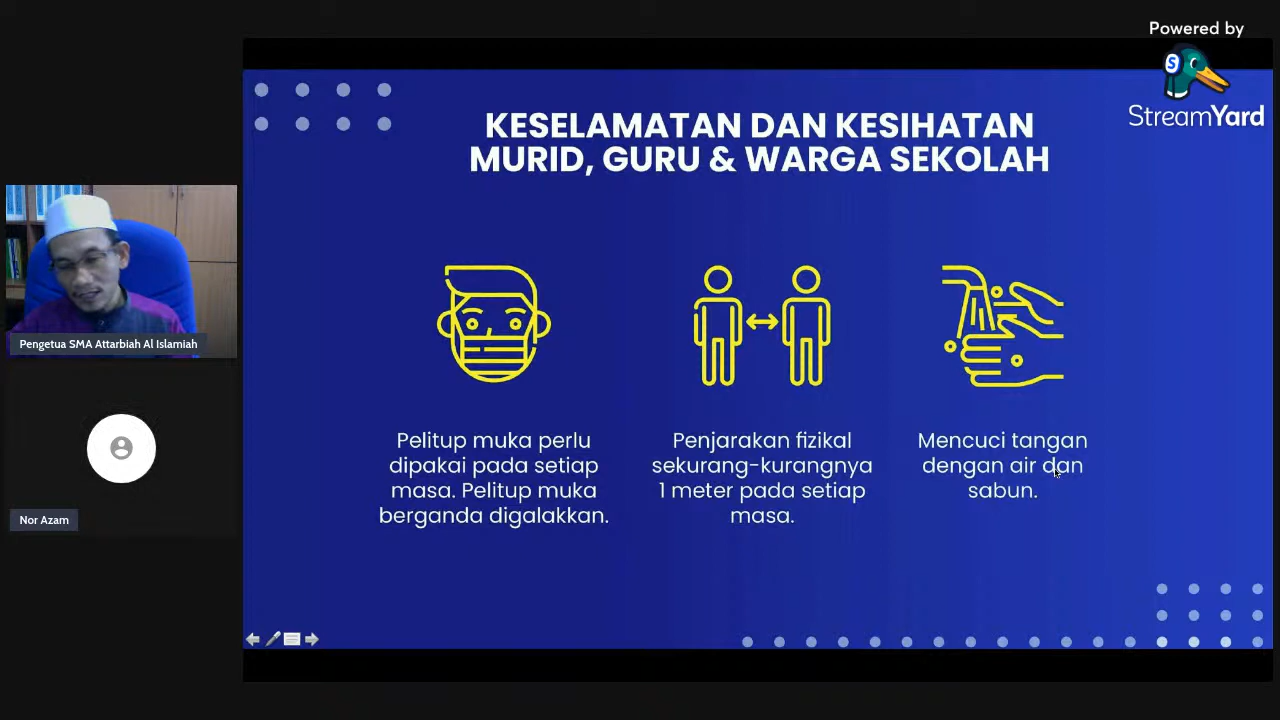 Powered by
StreamYard
KESELAMATAN DAN KESIHATAN
MURID, GURU & WARGA SEKOLAH
Pengetua SMA Attarbiah Al Islamiah
Nor Azam
Pelitup muka perlu
dipakai pada setiap
masa. Pelitup muka
berganda digalakkan.
Penjarakan fizikal
sekurang-kurangnya
1 meter pada setiap
masa.
Mencuci tangan
dengan air dan
sabun.